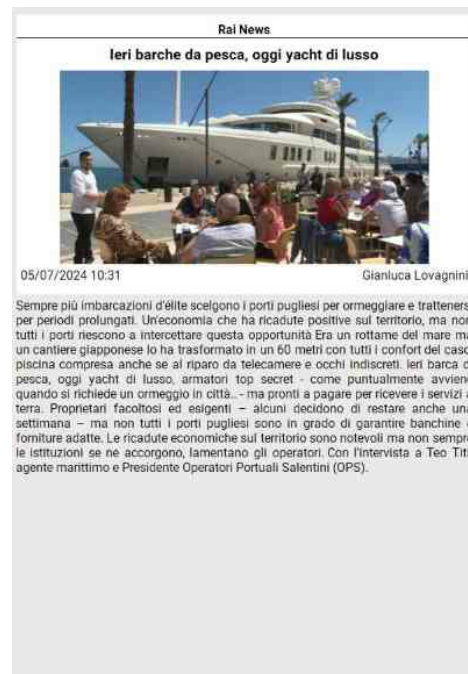 Rai News
Ieri barche da pesca, oggi yacht di lusso
05/07/2024 10:31
Gianluca Lovagnini
Sempre più imbarcazioni d'élite scelgono i porti pugliesi per ormeggiare e trattenersi
per periodi prolungati. Un'economia che ha ricadute positive sul territorio, ma non
tutti i porti riescono a intercettare questa opportunità Era un rottame del mare ma
un cantiere giapponese lo ha trasformato in un 60 metri con tutti i confort del caso,
piscina compresa anche se al riparo da telecamere e occhi indiscreti. Ieri barca da
pesca, oggi yacht di lusso, armatori top secret - come puntualmente avviene
quando si richiede un ormeggio in città.. - ma pronti a pagare per ricevere i servizi a
terra. Proprietari facoltosi ed esigenti – alcuni decidono di restare anche una
settimana – ma non tutti i porti pugliesi sono in grado di garantire banchine e
forniture adatte. Le ricadute economiche sul territorio sono notevoli ma non sempre
le istituzioni se ne accorgono, lamentano gli operatori. Con l'intervista a Teo Titi,
agente marittimo e Presidente Operatori Portuali Salentini (OPS).